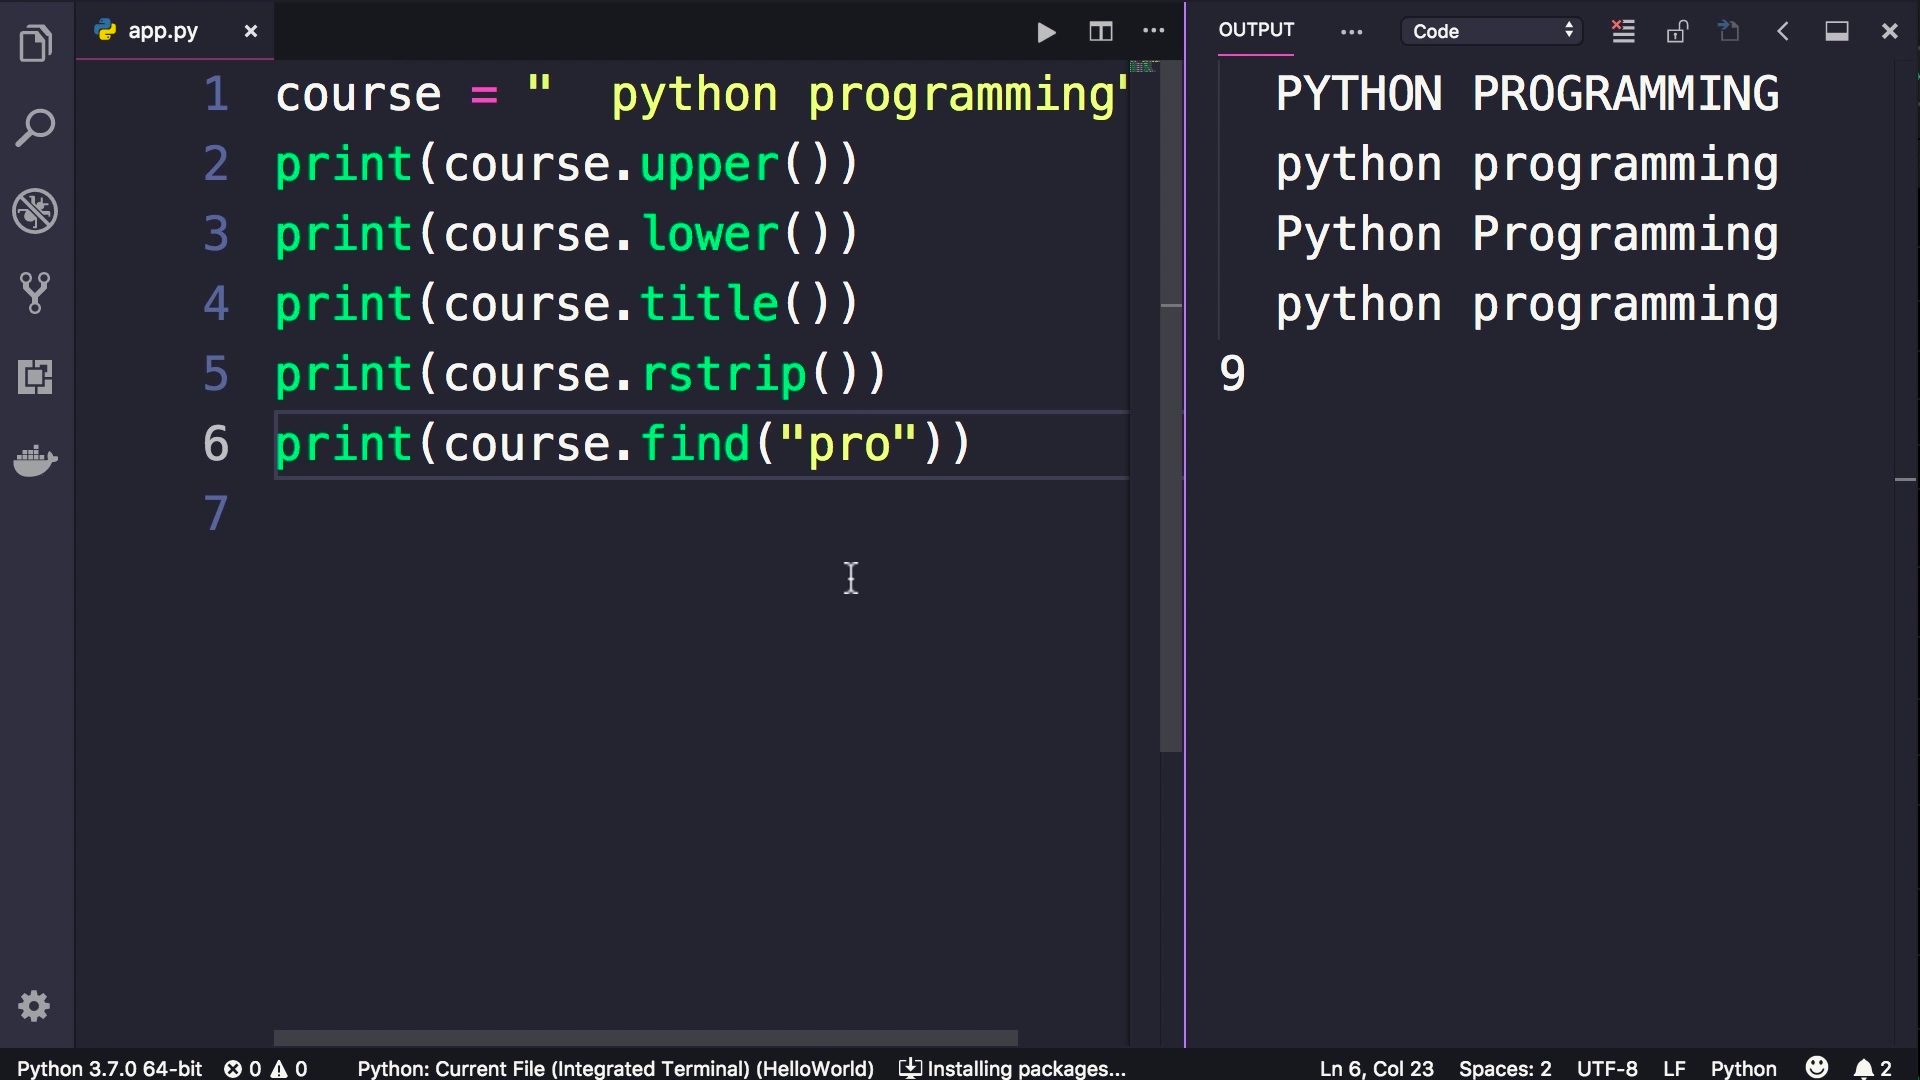 app.py
OUTPUT
Code
1 course = "  python programming"
2 print(course.upper())
3 print(course.lower())
4 print(course.title())
5 print(course.rstrip())
6 print(course.find("pro"))
7
  PYTHON PROGRAMMING
  python programming
  Python Programming
  python programming
9
Python 3.7.0 64-bit 0 0 Python: Current File (Integrated Terminal) (HelloWorld) Installing packages... Ln 6, Col 23 Spaces: 2 UTF-8 LF Python 2